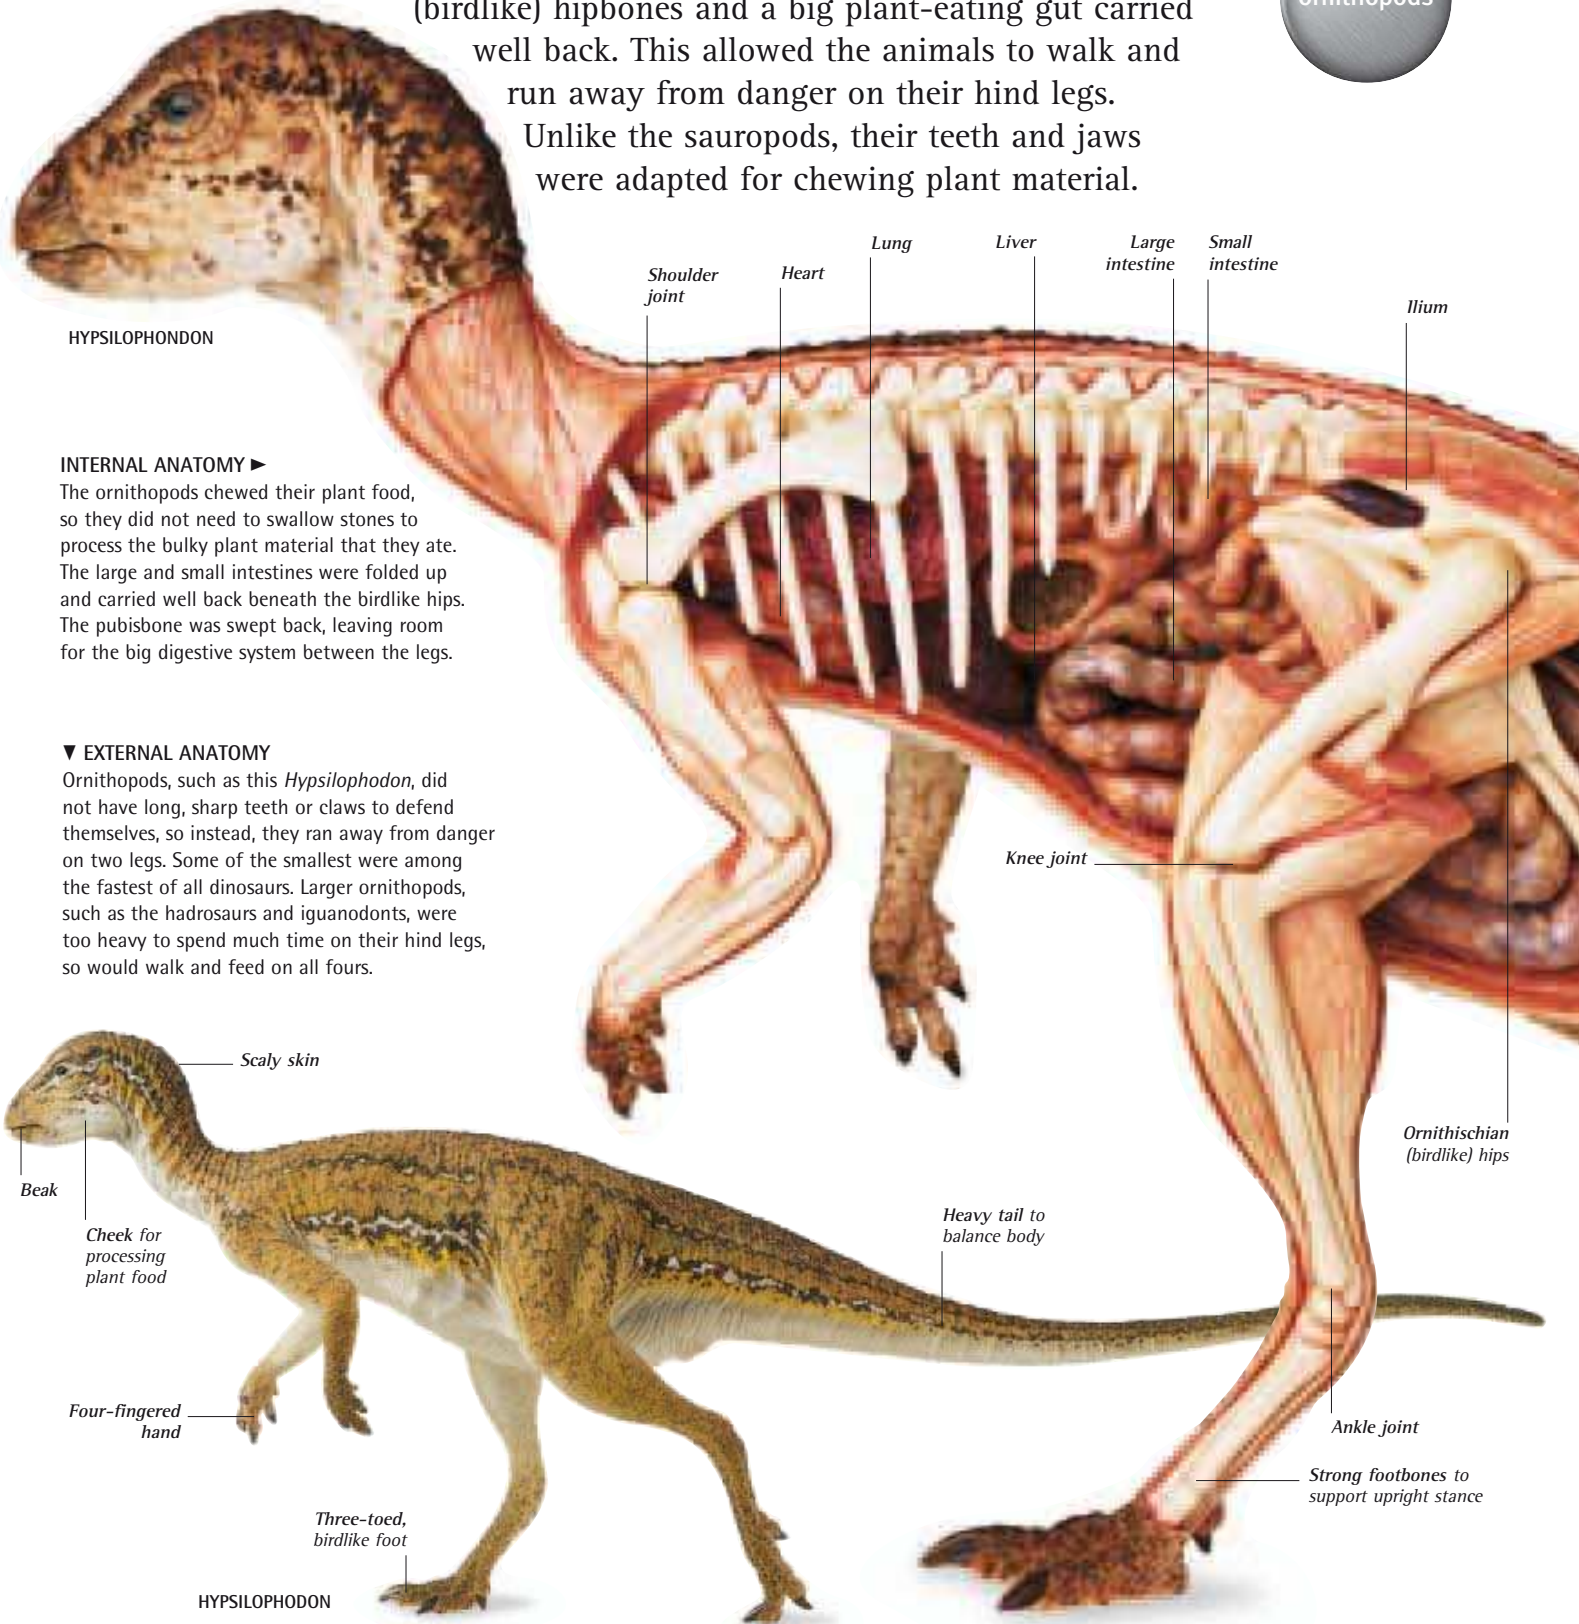 (birdlike) hipbones and a big plant-eating gut carried
well back. This allowed the animals to walk and
run away from danger on their hind legs.
Unlike the sauropods, their teeth and jaws
were adapted for chewing plant material.
ornithopods
Shoulder
joint
Heart
Lung
Liver
Large
intestine
Small
intestine
Ilium
HYPSILOPHONDON
INTERNAL ANATOMY ►
The ornithopods chewed their plant food,
so they did not need to swallow stones to
process the bulky plant material that they ate.
The large and small intestines were folded up
and carried well back beneath the birdlike hips.
The pubisbone was swept back, leaving room
for the big digestive system between the legs.
▼ EXTERNAL ANATOMY
Ornithopods, such as this Hypsilophodon, did
not have long, sharp teeth or claws to defend
themselves, so instead, they ran away from danger
on two legs. Some of the smallest were among
the fastest of all dinosaurs. Larger ornithopods,
such as the hadrosaurs and iguanodonts, were
too heavy to spend much time on their hind legs,
so would walk and feed on all fours.
Knee joint
Scaly skin
Beak
Cheek for
processing
plant food
Ornithischian
(birdlike) hips
Heavy tail to
balance body
Four-fingered
hand
Ankle joint
Strong footbones to
support upright stance
Three-toed,
birdlike foot
HYPSILOPHODON